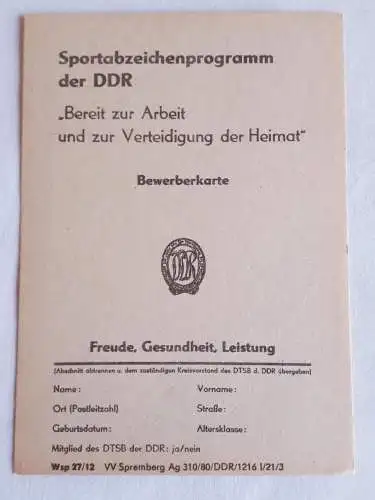 Sportabzeichenprogramm
der DDR
„Bereit zur Arbeit
und zur Verteidigung der Heimat"
Bewerberkarte
DDR
Freude, Gesundheit, Leistung
(Abschnitt abtrennen u. dem zuständigen Kreisvorstand des DTSB d. DDR übergeben)
Name: Vorname:
Ort (Postleitzahl) Straße:
Geburtsdatum: Altersklasse:
Mitglied des DTSB der DDR: ja/nein
Wsp 27/12 VV Spremberg Ag 310/80/DDR/1216 I/21/3